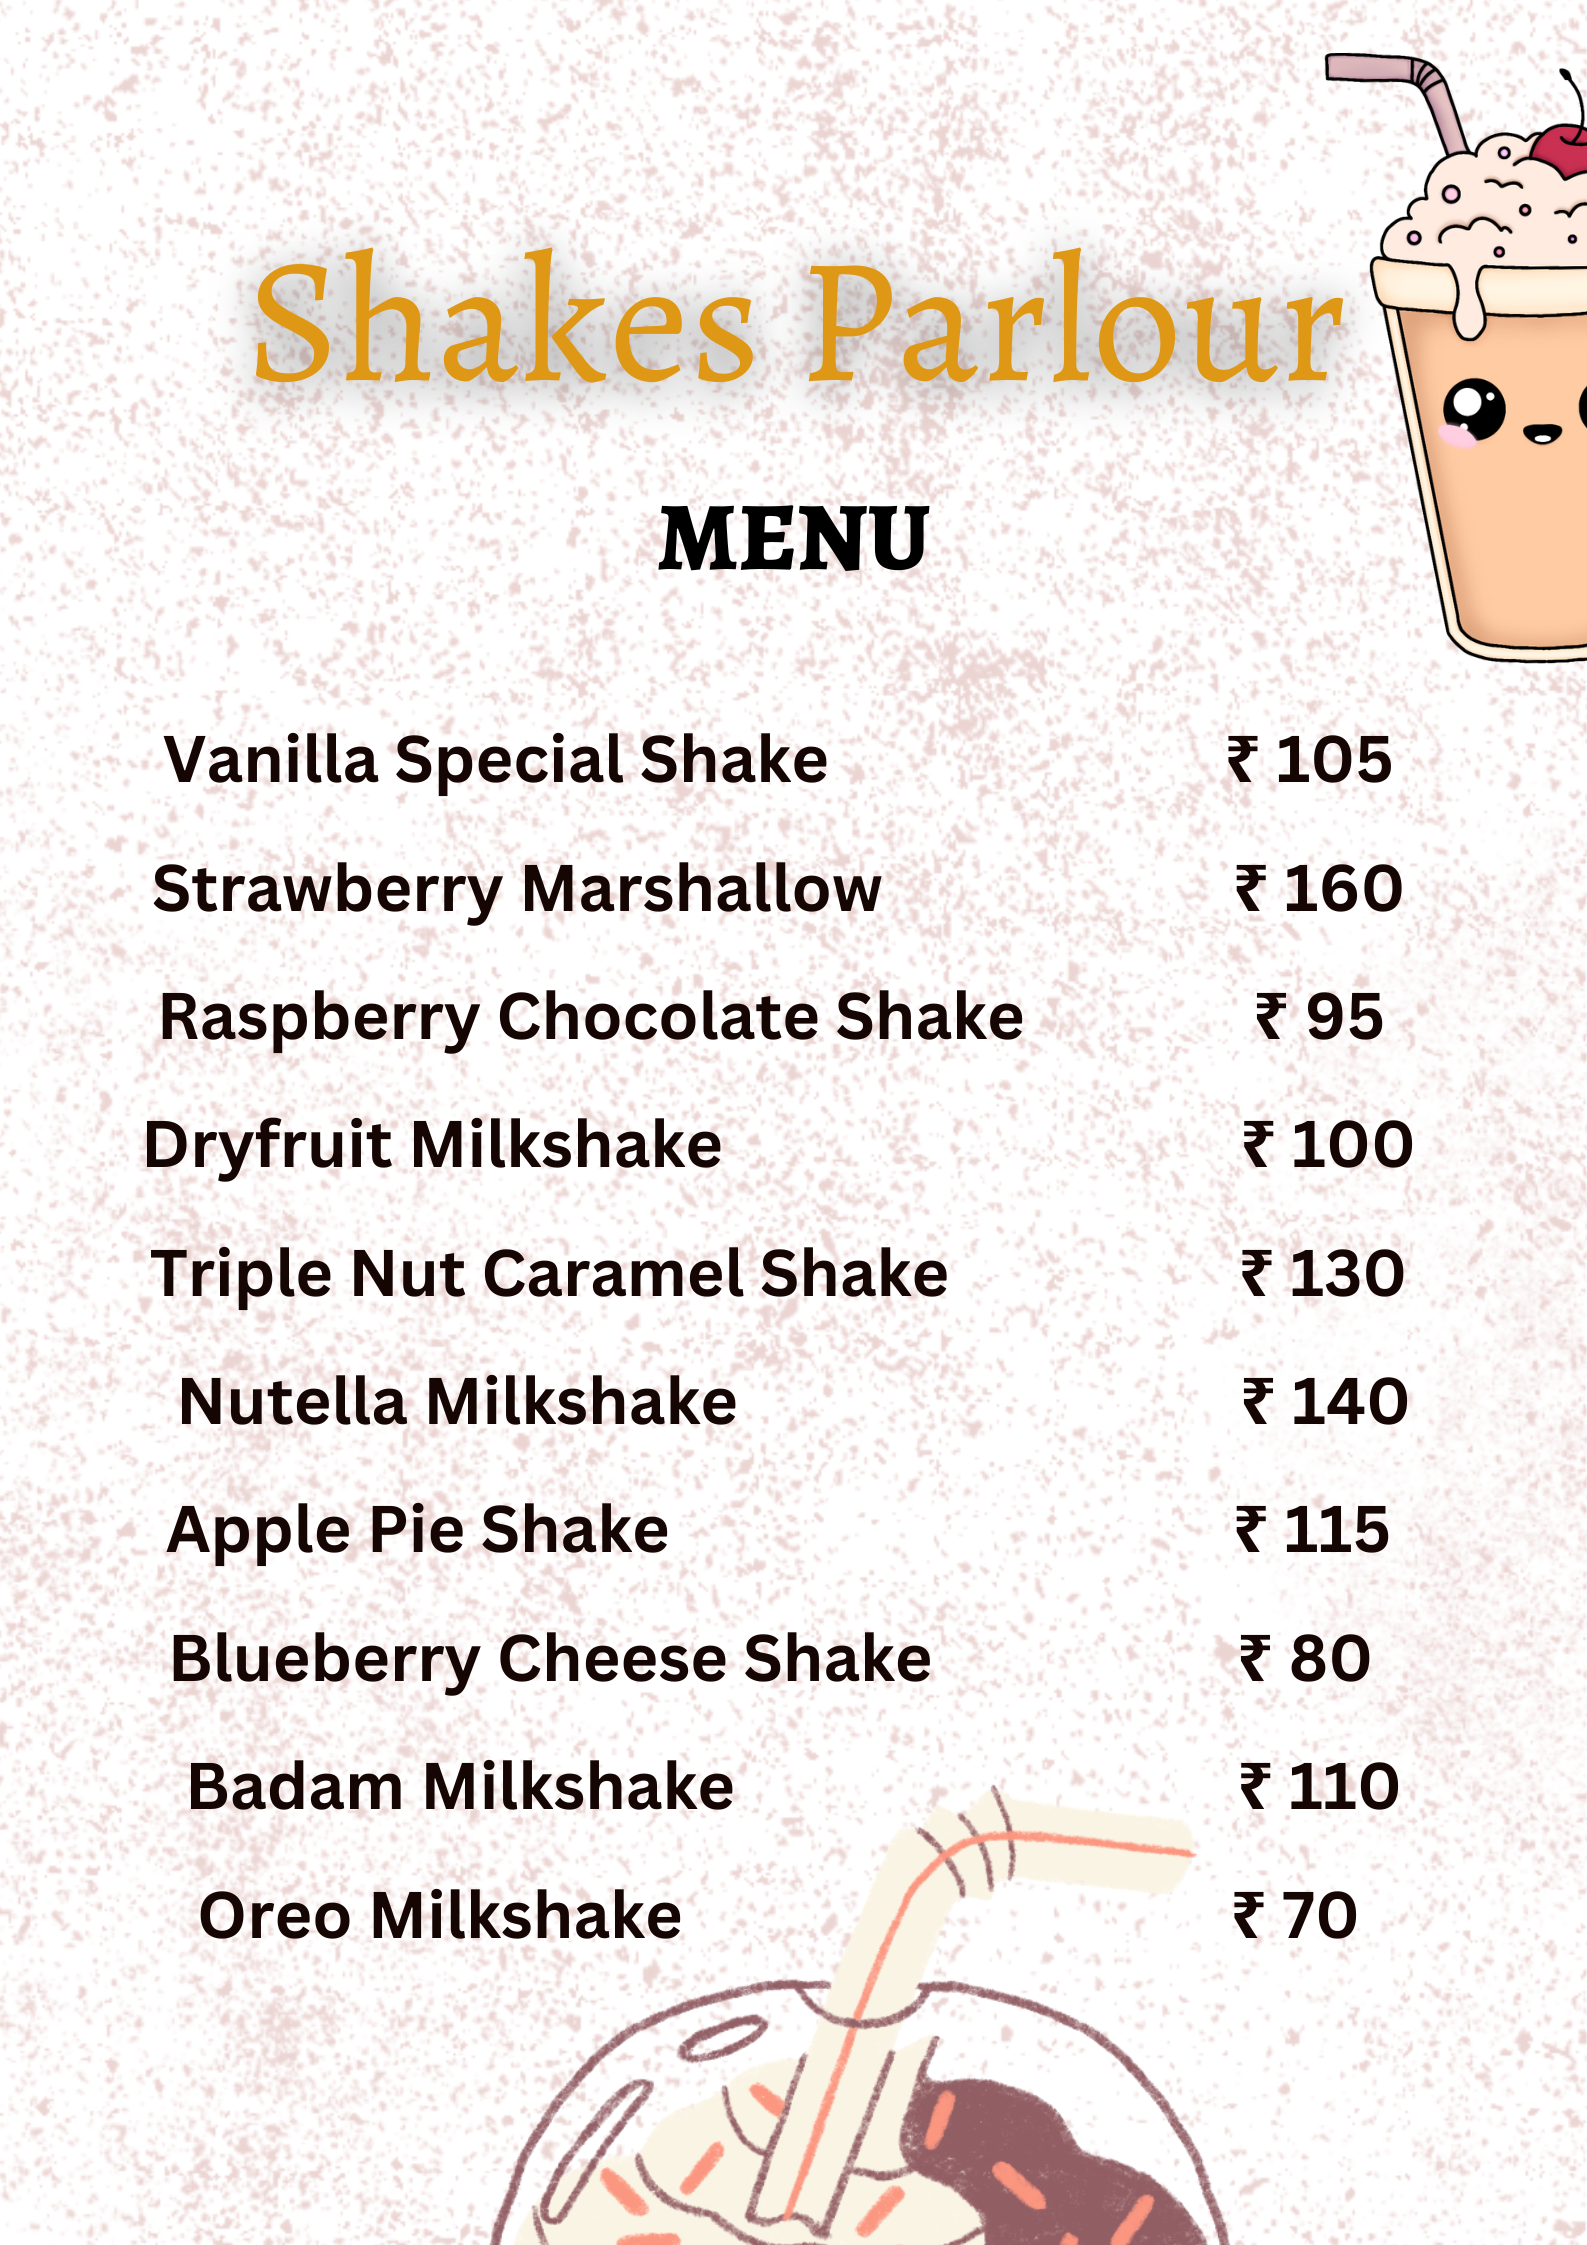 Shakes Parlour
MENU
Vanilla Special Shake ₹ 105
Strawberry Marshallow ₹ 160
Raspberry Chocolate Shake ₹ 95
Dryfruit Milkshake ₹ 100
Triple Nut Caramel Shake ₹ 130
Nutella Milkshake ₹ 140
Apple Pie Shake ₹ 115
Blueberry Cheese Shake ₹ 80
Badam Milkshake ₹ 110
Oreo Milkshake ₹ 70